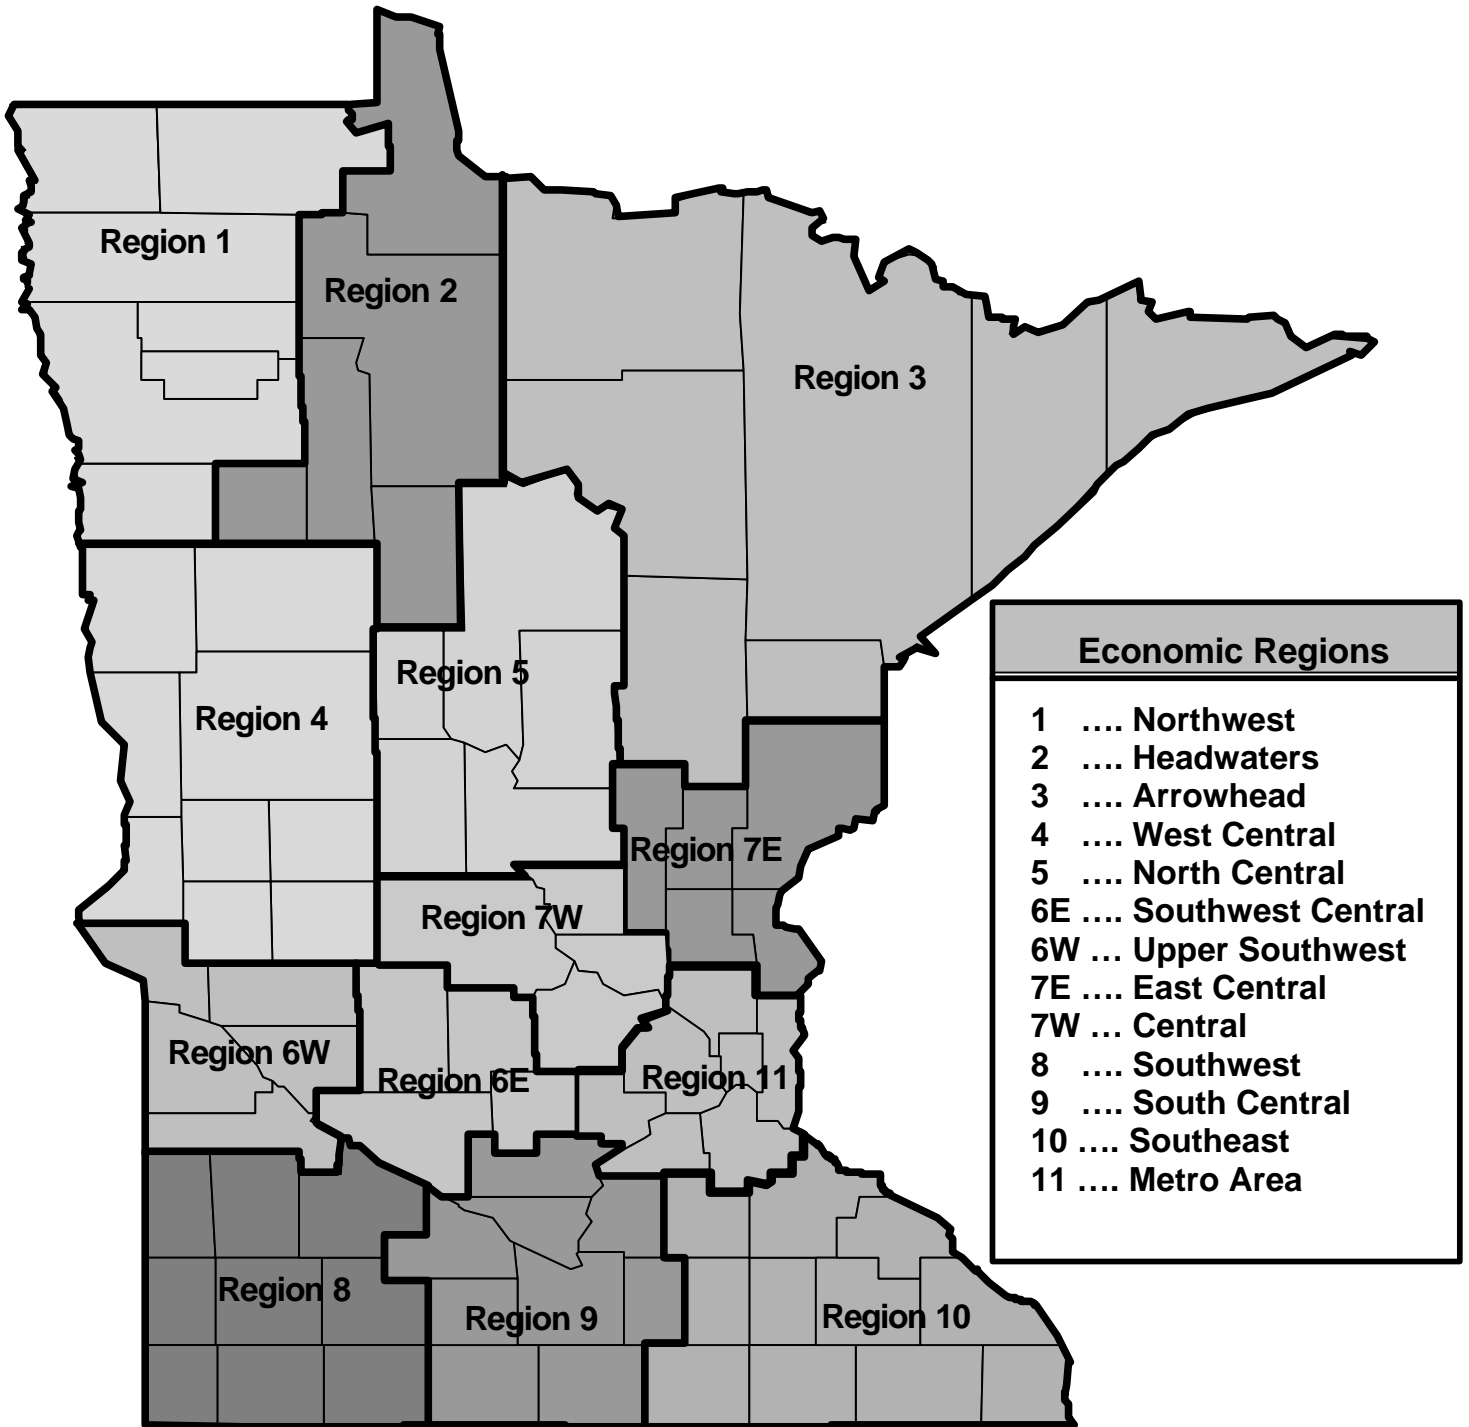 Region 1
Region 2
Region 3
Region 5
Region 4
Region 7E
Region 7W
Region 6W
Region 6E
Region 11
Region 8
Region 9
Region 10
Economic Regions
1 .... Northwest
2 .... Headwaters
3 .... Arrowhead
4 .... West Central
5 .... North Central
6E .... Southwest Central
6W ... Upper Southwest
7E .... East Central
7W ... Central
8 .... Southwest
9 .... South Central
10 .... Southeast
11 .... Metro Area